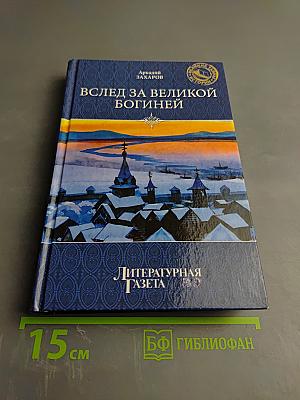 Аркадий
ЗАХАРОВ
ВСЛЕД ЗА ВЕЛИКОЙ
БОГИНЕЙ
ЛИТЕРАТУРНАЯ
ГАЗЕТА
15 см
БФ ГИБЛИОФАН